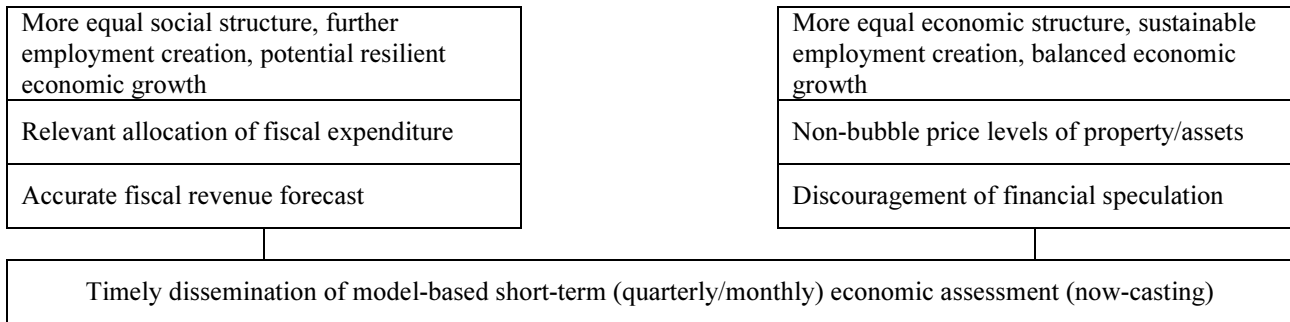 More equal social structure, further
employment creation, potential resilient
economic growth
Relevant allocation of fiscal expenditure
Accurate fiscal revenue forecast
More equal economic structure, sustainable
employment creation, balanced economic
growth
Non-bubble price levels of property/assets
Discouragement of financial speculation
Timely dissemination of model-based short-term (quarterly/monthly) economic assessment (now-casting)